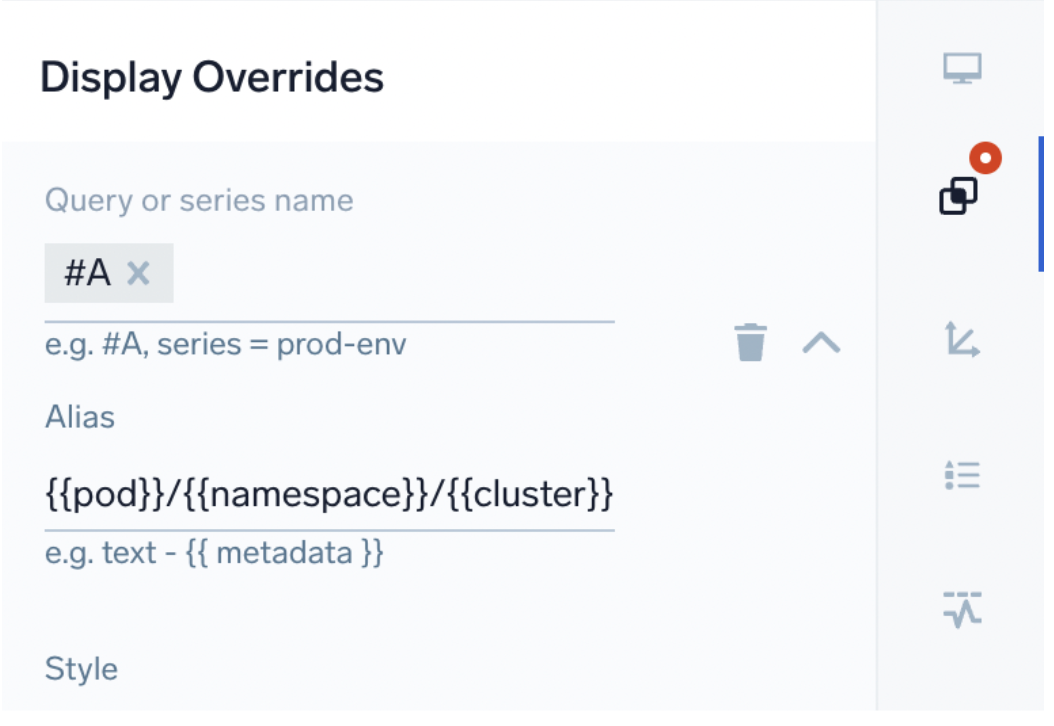 Display Overrides
Query or series name
#A ×
e.g. #A, series = prod-env
Alias
{{pod}}/{{namespace}}/{{cluster}}
e.g. text - {{ metadata }}
Style